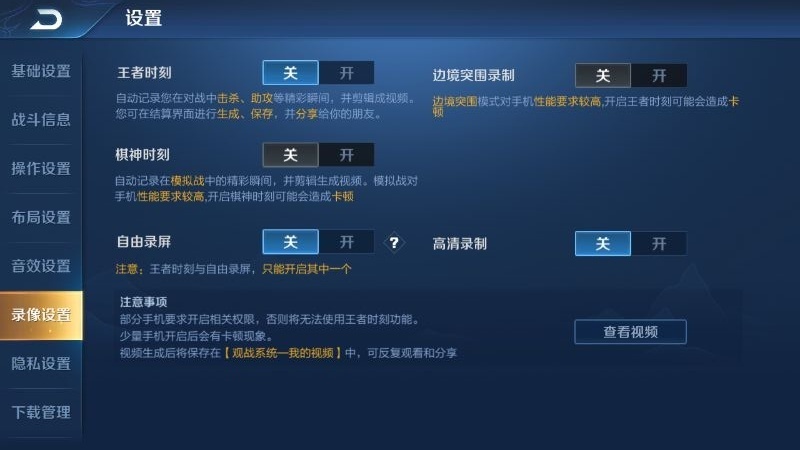 设置
基础设置
战斗信息
操作设置
布局设置
音效设置
录像设置
隐私设置
下载管理
王者时刻
关 开
自动记录您在对战中击杀、助攻等精彩瞬间，并剪辑成视频。
您可在结算界面进行生成、保存，并分享给你的朋友。
边境突围录制
关 开
边境突围模式对手机性能要求较高,开启王者时刻可能会造成卡
顿
棋神时刻
关 开
自动记录在模拟战中的精彩瞬间，并剪辑生成视频。模拟战对
手机性能要求较高,开启棋神时刻可能会造成卡顿
自由录屏
关 开 ?
注意：王者时刻与自由录屏，只能开启其中一个
高清录制
关 开
注意事项
部分手机要求开启相关权限，否则将无法使用王者时刻功能。
少量手机开启后会有卡顿现象。
视频生成后将保存在【观战系统—我的视频】中，可反复观看和分享
查看视频